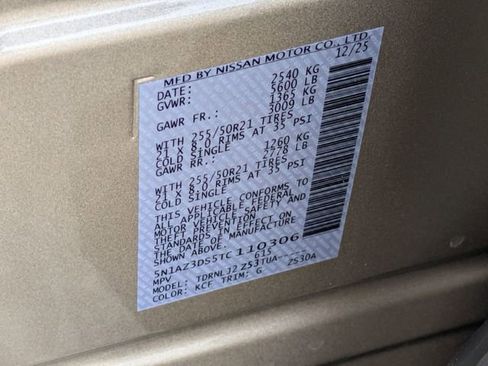 MFD BY NISSAN MOTOR CO., LTD.
DATE: 12/25
GVWR: 2540 KG
5600 LB
GAWR FR.: 1365 KG
3009 LB
WITH 255/50R21 TIRES
21 X 8.0 RIMS AT 35 PSI
COLD SINGLE
GAWR RR.: 1260 KG
2778 LB
WITH 255/50R21 TIRES
21 X 8.0 RIMS AT 35 PSI
COLD SINGLE
THIS VEHICLE CONFORMS TO
ALL APPLICABLE FEDERAL
MOTOR VEHICLE SAFETY AND
THEFT PREVENTION
STANDARDS IN EFFECT ON
THE DATE OF MANUFACTURE
SHOWN ABOVE.
5N1AZ3DS5TC110306
MPV 615
MODEL: TDRNLJ2Z53TUA--Z530A
COLOR: KCF TRIM: G